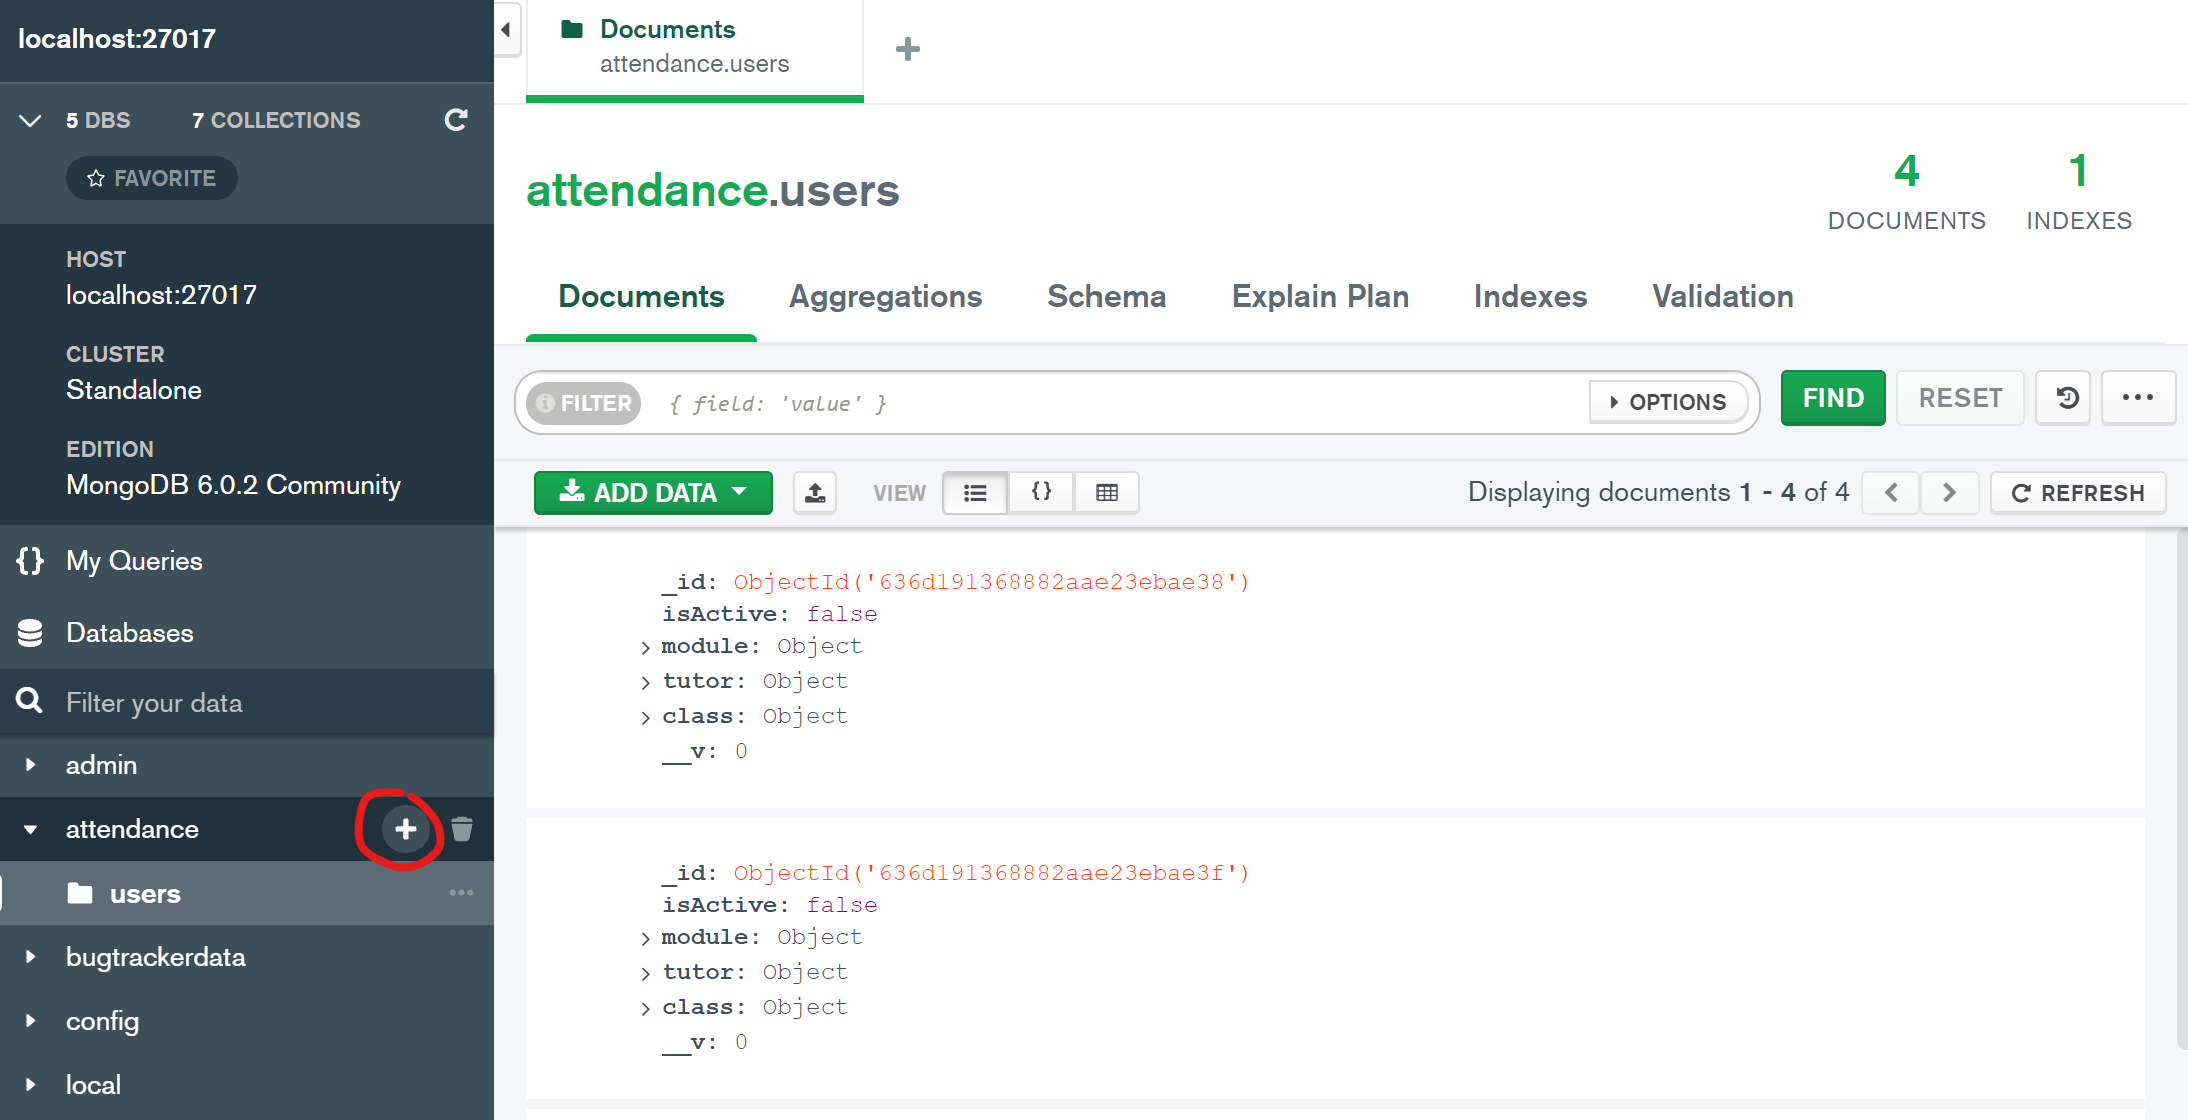 localhost:27017
5 DBS 7 COLLECTIONS
FAVORITE
HOST
localhost:27017
CLUSTER
Standalone
EDITION
MongoDB 6.0.2 Community
{} My Queries
Databases
Filter your data
admin
attendance
users
bugtrackerdata
config
local
Documents
attendance.users
attendance.users
4
DOCUMENTS
1
INDEXES
Documents Aggregations Schema Explain Plan Indexes Validation
FILTER { field: 'value' } OPTIONS FIND RESET
ADD DATA VIEW {} Displaying documents 1 - 4 of 4 REFRESH
_id: ObjectId('636d191368882aae23ebae38')
isActive: false
module: Object
tutor: Object
class: Object
__v: 0
_id: ObjectId('636d191368882aae23ebae3f')
isActive: false
module: Object
tutor: Object
class: Object
__v: 0